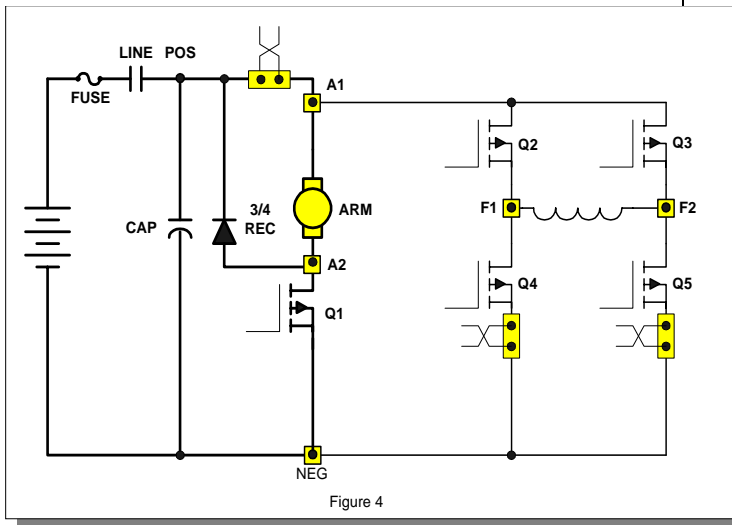 LINE POS
FUSE
A1
Q2
Q3
CAP
3/4
REC
ARM
F1
F2
A2
Q1
Q4
Q5
NEG
Figure 4